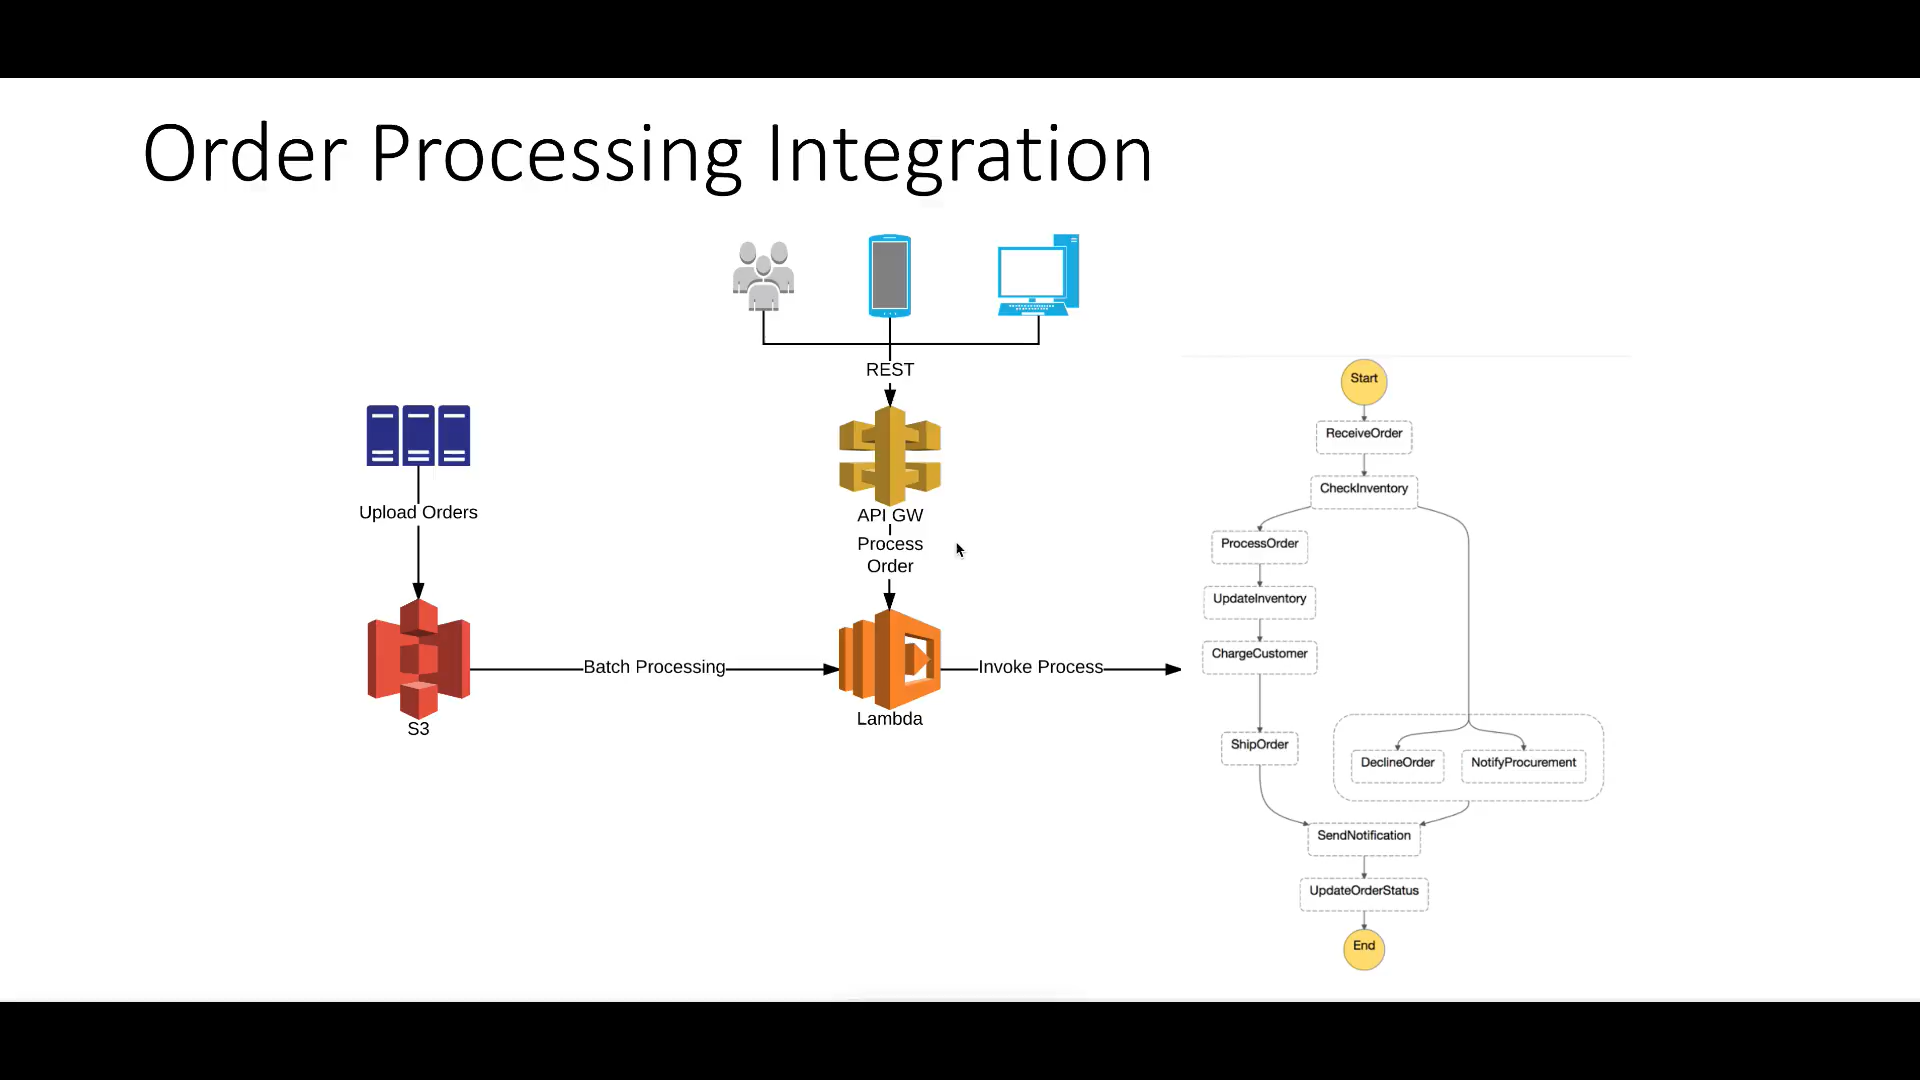 Order Processing Integration
REST
API GW
Process
Order
Upload Orders
S3
Batch Processing
Lambda
Invoke Process
Start
ReceiveOrder
CheckInventory
ProcessOrder
UpdateInventory
ChargeCustomer
ShipOrder
DeclineOrder
NotifyProcurement
SendNotification
UpdateOrderStatus
End